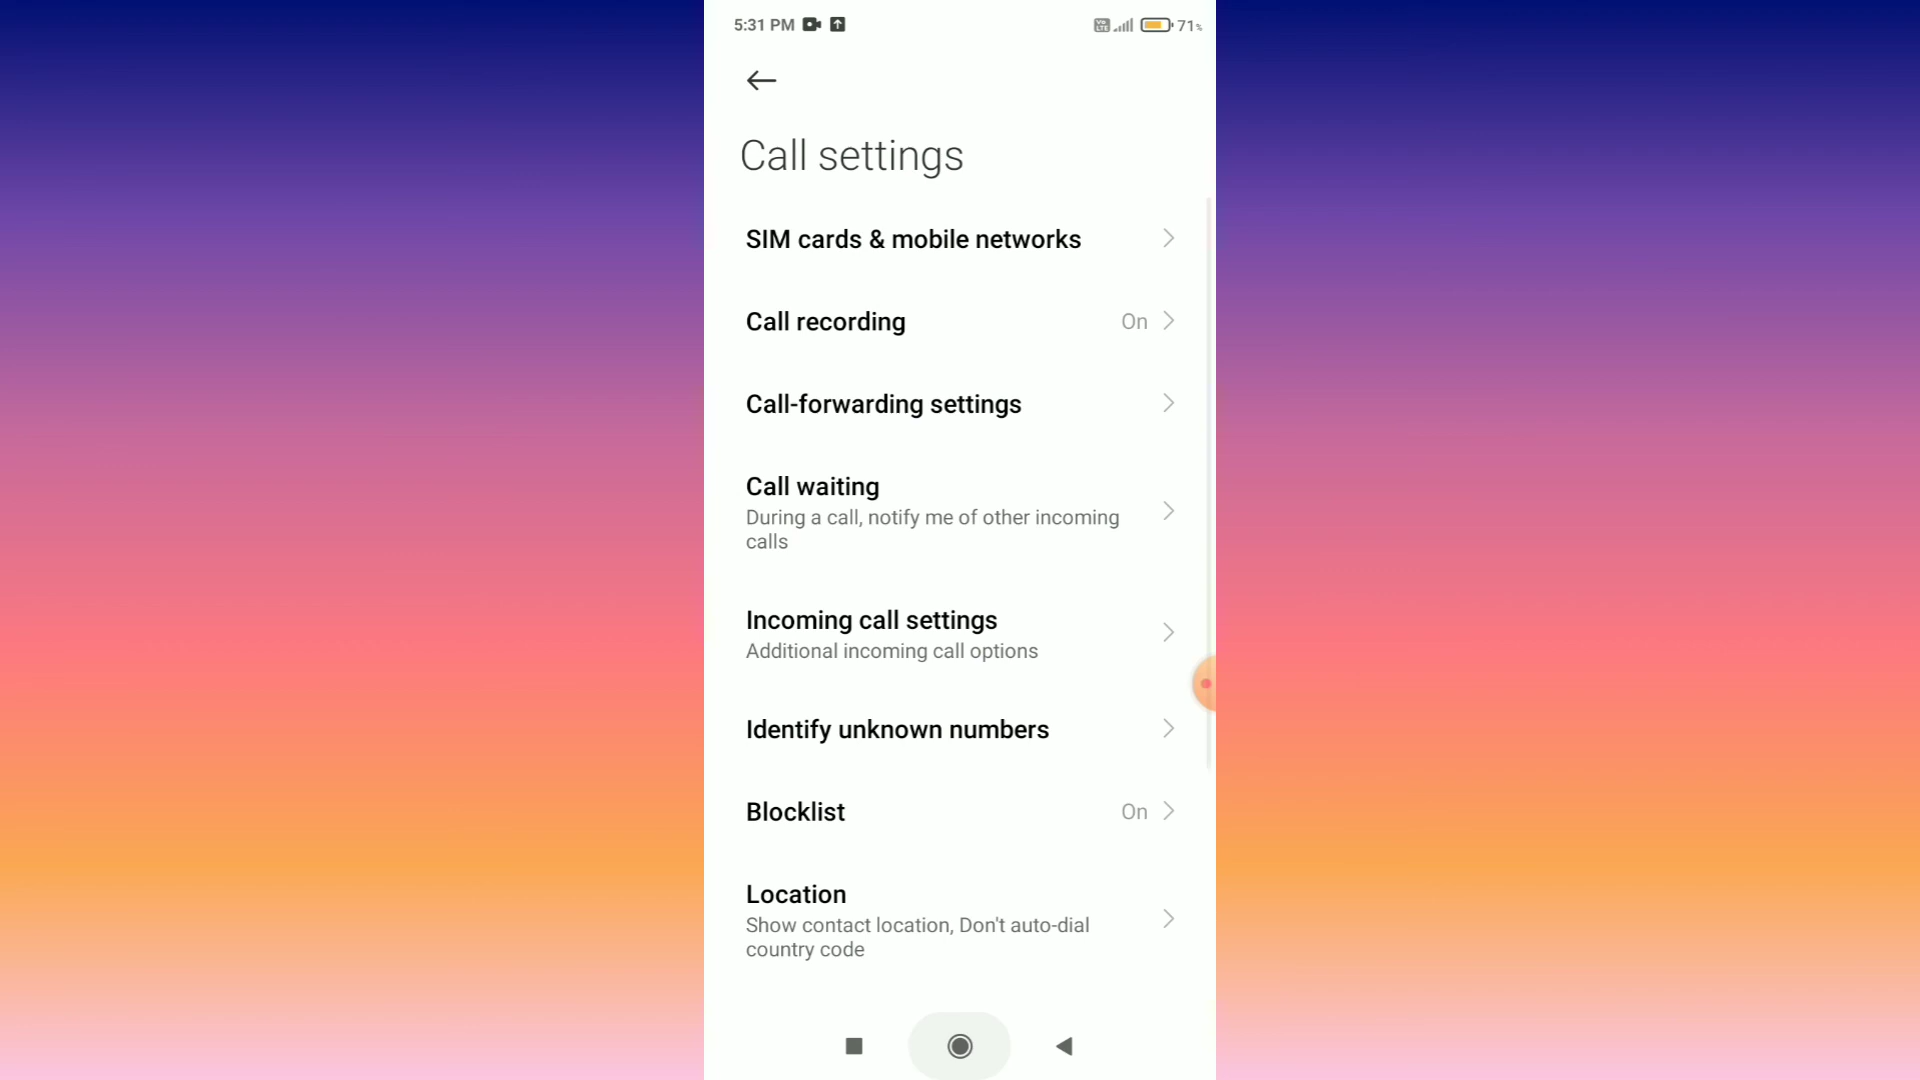 5:31 PM
Vo LTE
71%
Call settings
SIM cards & mobile networks
Call recording
On
Call-forwarding settings
Call waiting
During a call, notify me of other incoming
calls
Incoming call settings
Additional incoming call options
Identify unknown numbers
Blocklist
On
Location
Show contact location, Don't auto-dial
country code